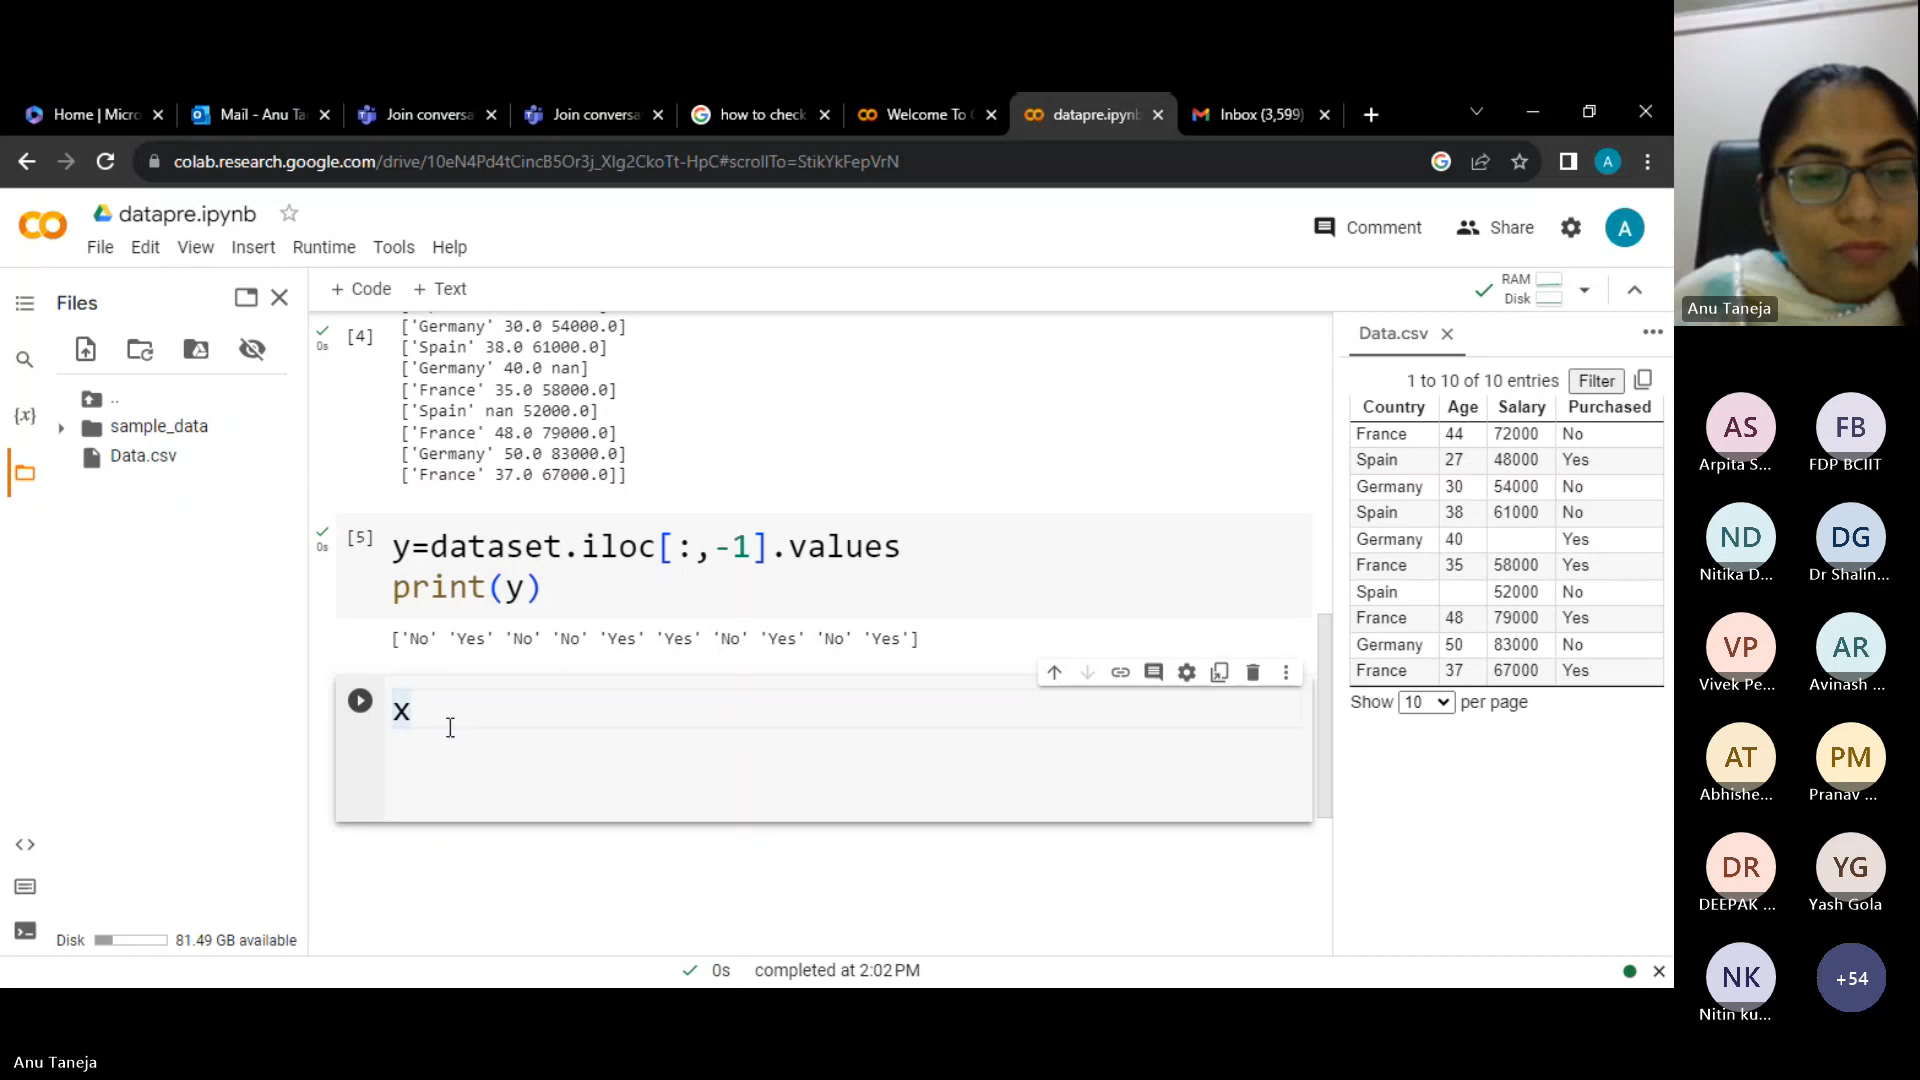 Home | Micro
Mail - Anu Ta
Join conversa
Join conversa
how to check
Welcome To C
datapre.ipynb
Inbox (3,599)
colab.research.google.com/drive/10eN4Pd4tCincB5Or3j_XIg2CkoTt-HpC#scrollTo=StikYkFepVrN
A
CO
datapre.ipynb
File Edit View Insert Runtime Tools Help
Comment
Share
A
Files
..
sample_data
Data.csv
{x}
Disk
81.49 GB available
+ Code + Text
RAM
Disk
[4]
0s
['Germany' 30.0 54000.0]
['Spain' 38.0 61000.0]
['Germany' 40.0 nan]
['France' 35.0 58000.0]
['Spain' nan 52000.0]
['France' 48.0 79000.0]
['Germany' 50.0 83000.0]
['France' 37.0 67000.0]]
[5]
0s
y=dataset.iloc[:,-1].values
print(y)
['No' 'Yes' 'No' 'No' 'Yes' 'Yes' 'No' 'Yes' 'No' 'Yes']
x
Data.csv
1 to 10 of 10 entries Filter
Country Age Salary Purchased
France 44 72000 No
Spain 27 48000 Yes
Germany 30 54000 No
Spain 38 61000 No
Germany 40 Yes
France 35 58000 Yes
Spain 52000 No
France 48 79000 Yes
Germany 50 83000 No
France 37 67000 Yes
Show 10 per page
0s completed at 2:02 PM
Anu Taneja
AS
Arpita S...
FB
FDP BCIIT
ND
Nitika D...
DG
Dr Shalin...
VP
Vivek Pe...
AR
Avinash ...
AT
Abhishe...
PM
Pranav ...
DR
DEEPAK ...
YG
Yash Gola
NK
Nitin ku...
+54
Anu Taneja